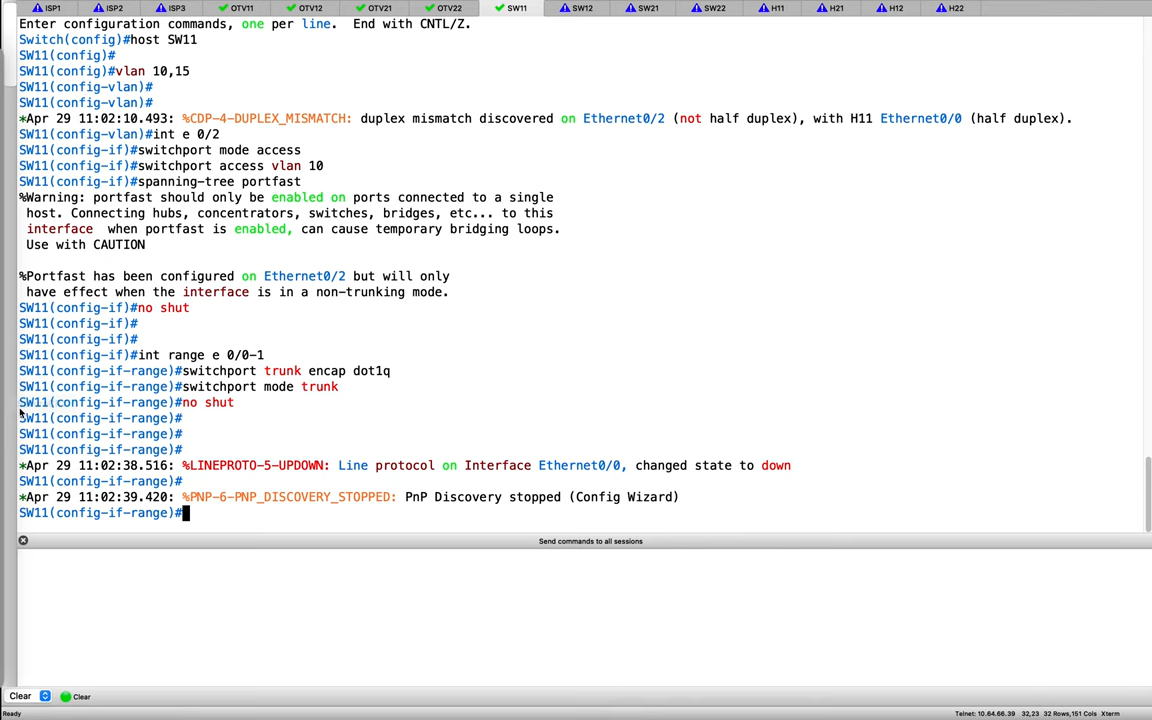 ISP1 ISP2 ISP3 OTV11 OTV12 OTV21 OTV22 SW11 SW12 SW21 SW22 H11 H21 H12 H22
Enter configuration commands, one per line.  End with CNTL/Z.
Switch(config)#host SW11
SW11(config)#
SW11(config)#vlan 10,15
SW11(config-vlan)#
SW11(config-vlan)#
*Apr 29 11:02:10.493: %CDP-4-DUPLEX_MISMATCH: duplex mismatch discovered on Ethernet0/2 (not half duplex), with H11 Ethernet0/0 (half duplex).
SW11(config-vlan)#int e 0/2
SW11(config-if)#switchport mode access
SW11(config-if)#switchport access vlan 10
SW11(config-if)#spanning-tree portfast
%Warning: portfast should only be enabled on ports connected to a single
host. Connecting hubs, concentrators, switches, bridges, etc... to this
interface  when portfast is enabled, can cause temporary bridging loops.
Use with CAUTION
%Portfast has been configured on Ethernet0/2 but will only
have effect when the interface is in a non-trunking mode.
SW11(config-if)#no shut
SW11(config-if)#
SW11(config-if)#
SW11(config-if)#int range e 0/0-1
SW11(config-if-range)#switchport trunk encap dot1q
SW11(config-if-range)#switchport mode trunk
SW11(config-if-range)#no shut
SW11(config-if-range)#
SW11(config-if-range)#
SW11(config-if-range)#
*Apr 29 11:02:38.516: %LINEPROTO-5-UPDOWN: Line protocol on Interface Ethernet0/0, changed state to down
SW11(config-if-range)#
*Apr 29 11:02:39.420: %PNP-6-PNP_DISCOVERY_STOPPED: PnP Discovery stopped (Config Wizard)
SW11(config-if-range)#
Send commands to all sessions
Clear Clear
Ready Telnet: 10.64.66.39 32,23 32 Rows,151 Cols Xterm